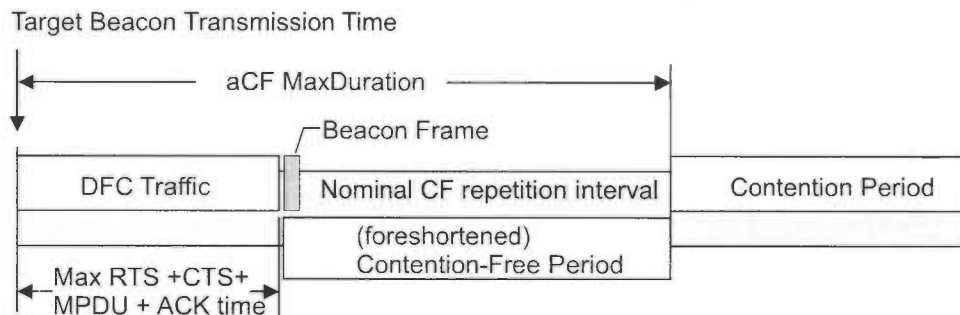 Target Beacon Transmission Time
aCF MaxDuration
Beacon Frame
DFC Traffic
Nominal CF repetition interval
Contention Period
(foreshortened)
Contention-Free Period
Max RTS +CTS+
MPDU + ACK time